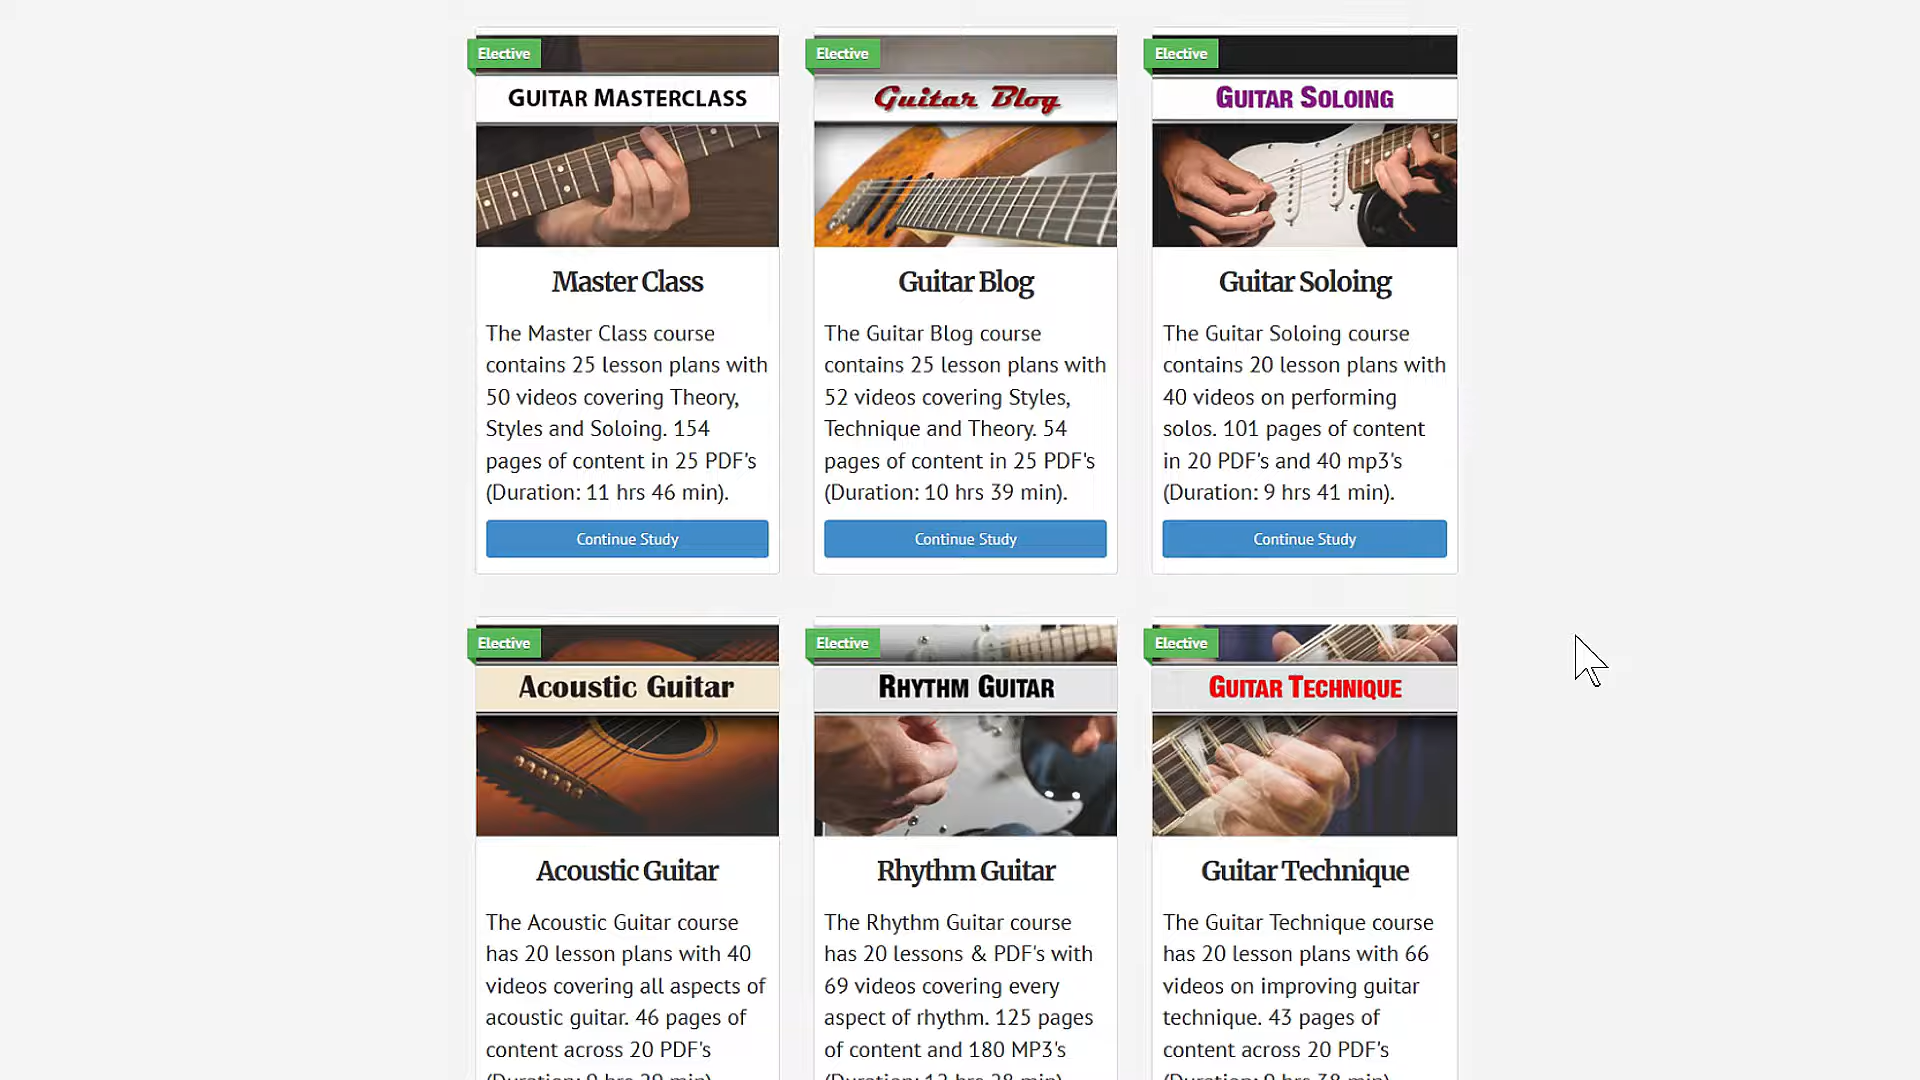 Elective
GUITAR MASTERCLASS
Master Class
The Master Class course
contains 25 lesson plans with
50 videos covering Theory,
Styles and Soloing. 154
pages of content in 25 PDF's
(Duration: 11 hrs 46 min).
Continue Study
Elective
Guitar Blog
Guitar Blog
The Guitar Blog course
contains 25 lesson plans with
52 videos covering Styles,
Technique and Theory. 54
pages of content in 25 PDF's
(Duration: 10 hrs 39 min).
Continue Study
Elective
GUITAR SOLOING
Guitar Soloing
The Guitar Soloing course
contains 20 lesson plans with
40 videos on performing
solos. 101 pages of content
in 20 PDF's and 40 mp3's
(Duration: 9 hrs 41 min).
Continue Study
Elective
Acoustic Guitar
Acoustic Guitar
The Acoustic Guitar course
has 20 lesson plans with 40
videos covering all aspects of
acoustic guitar. 46 pages of
content across 20 PDF's
Elective
RHYTHM GUITAR
Rhythm Guitar
The Rhythm Guitar course
has 20 lessons & PDF's with
69 videos covering every
aspect of rhythm. 125 pages
of content and 180 MP3's
Elective
GUITAR TECHNIQUE
Guitar Technique
The Guitar Technique course
has 20 lesson plans with 66
videos on improving guitar
technique. 43 pages of
content across 20 PDF's